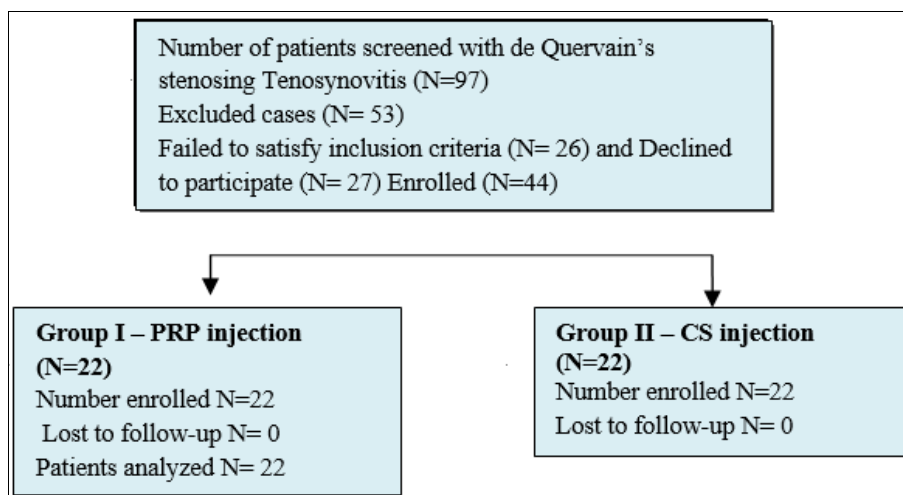 Number of patients screened with de Quervain's
stenosing Tenosynovitis (N=97)
Excluded cases (N= 53)
Failed to satisfy inclusion criteria (N= 26) and Declined
to participate (N= 27) Enrolled (N=44)
Group I – PRP injection
(N=22)
Number enrolled N=22
Lost to follow-up N= 0
Patients analyzed N= 22
Group II – CS injection
(N=22)
Number enrolled N=22
Lost to follow-up N= 0